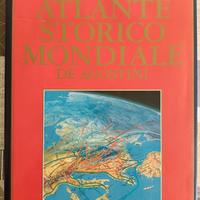 ATLANTE
STORICO
MONDIALE
DE AGOSTINI